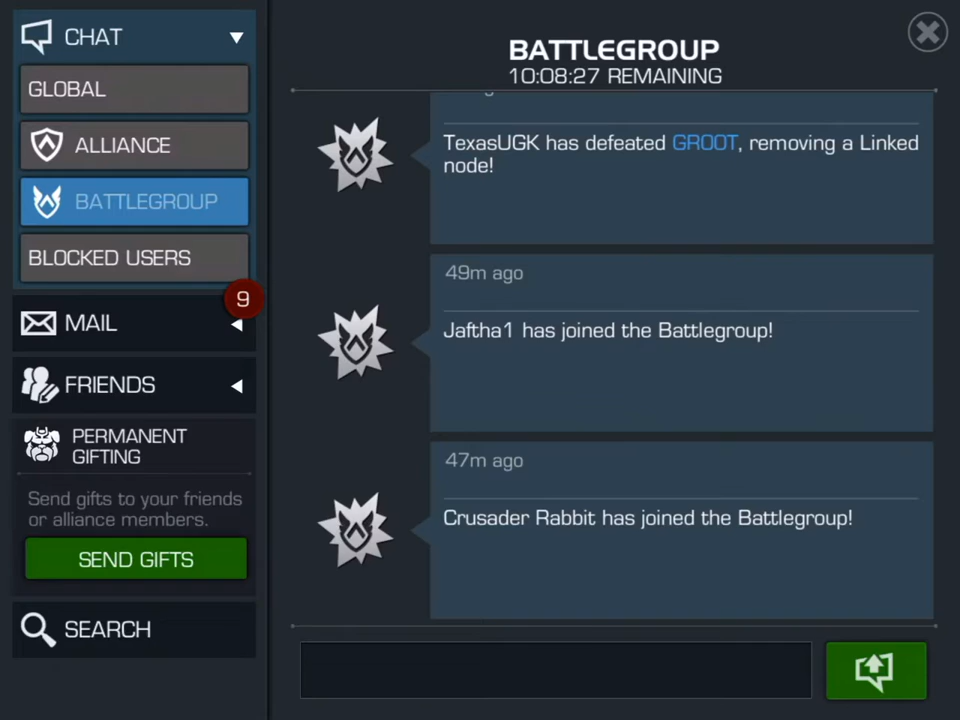 CHAT
GLOBAL
ALLIANCE
BATTLEGROUP
BLOCKED USERS
9
MAIL
FRIENDS
PERMANENT
GIFTING
Send gifts to your friends
or alliance members.
SEND GIFTS
SEARCH
BATTLEGROUP
10:08:27 REMAINING
TexasUGK has defeated GROOT, removing a Linked
node!
49m ago
Jaftha1 has joined the Battlegroup!
47m ago
Crusader Rabbit has joined the Battlegroup!